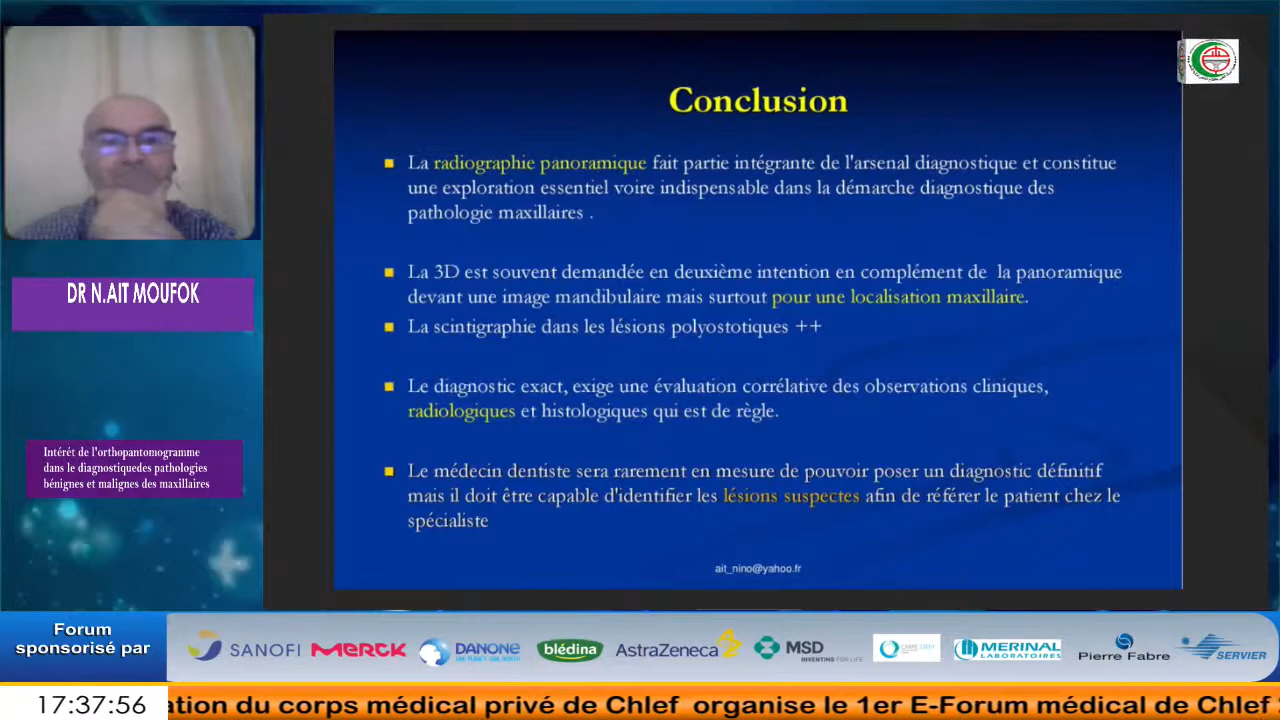 Conclusion
La radiographie panoramique fait partie intégrante de l'arsenal diagnostique et constitue
une exploration essentiel voire indispensable dans la démarche diagnostique des
pathologie maxillaires .
La 3D est souvent demandée en deuxième intention en complément de la panoramique
devant une image mandibulaire mais surtout pour une localisation maxillaire.
La scintigraphie dans les lésions polyostotiques ++
Le diagnostic exact, exige une évaluation corrélative des observations cliniques,
radiologiques et histologiques qui est de règle.
Le médecin dentiste sera rarement en mesure de pouvoir poser un diagnostic définitif
mais il doit être capable d'identifier les lésions suspectes afin de référer le patient chez le
spécialiste
ait_nino@yahoo.fr
DR N.AIT MOUFOK
Intérêt de l'orthopantomogramme
dans le diagnostiquedes pathologies
bénignes et malignes des maxillaires
Forum
sponsorisé par
SANOFI
MERCK
DANONE
ONE PLANET. ONE HEALTH
blédina
AstraZeneca
MSD
INVENTING FOR LIFE
MERINAL
LABORATOIRES
Pierre Fabre
SERVIER
17:37:56
ation du corps médical privé de Chlef organise le 1er E-Forum médical de Chlef